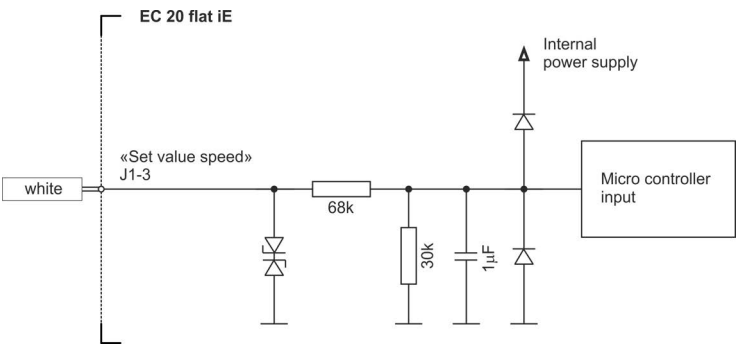 EC 20 flat iE
Internal
power supply
«Set value speed»
J1-3
white
Micro controller
input
68k
30k
1µF